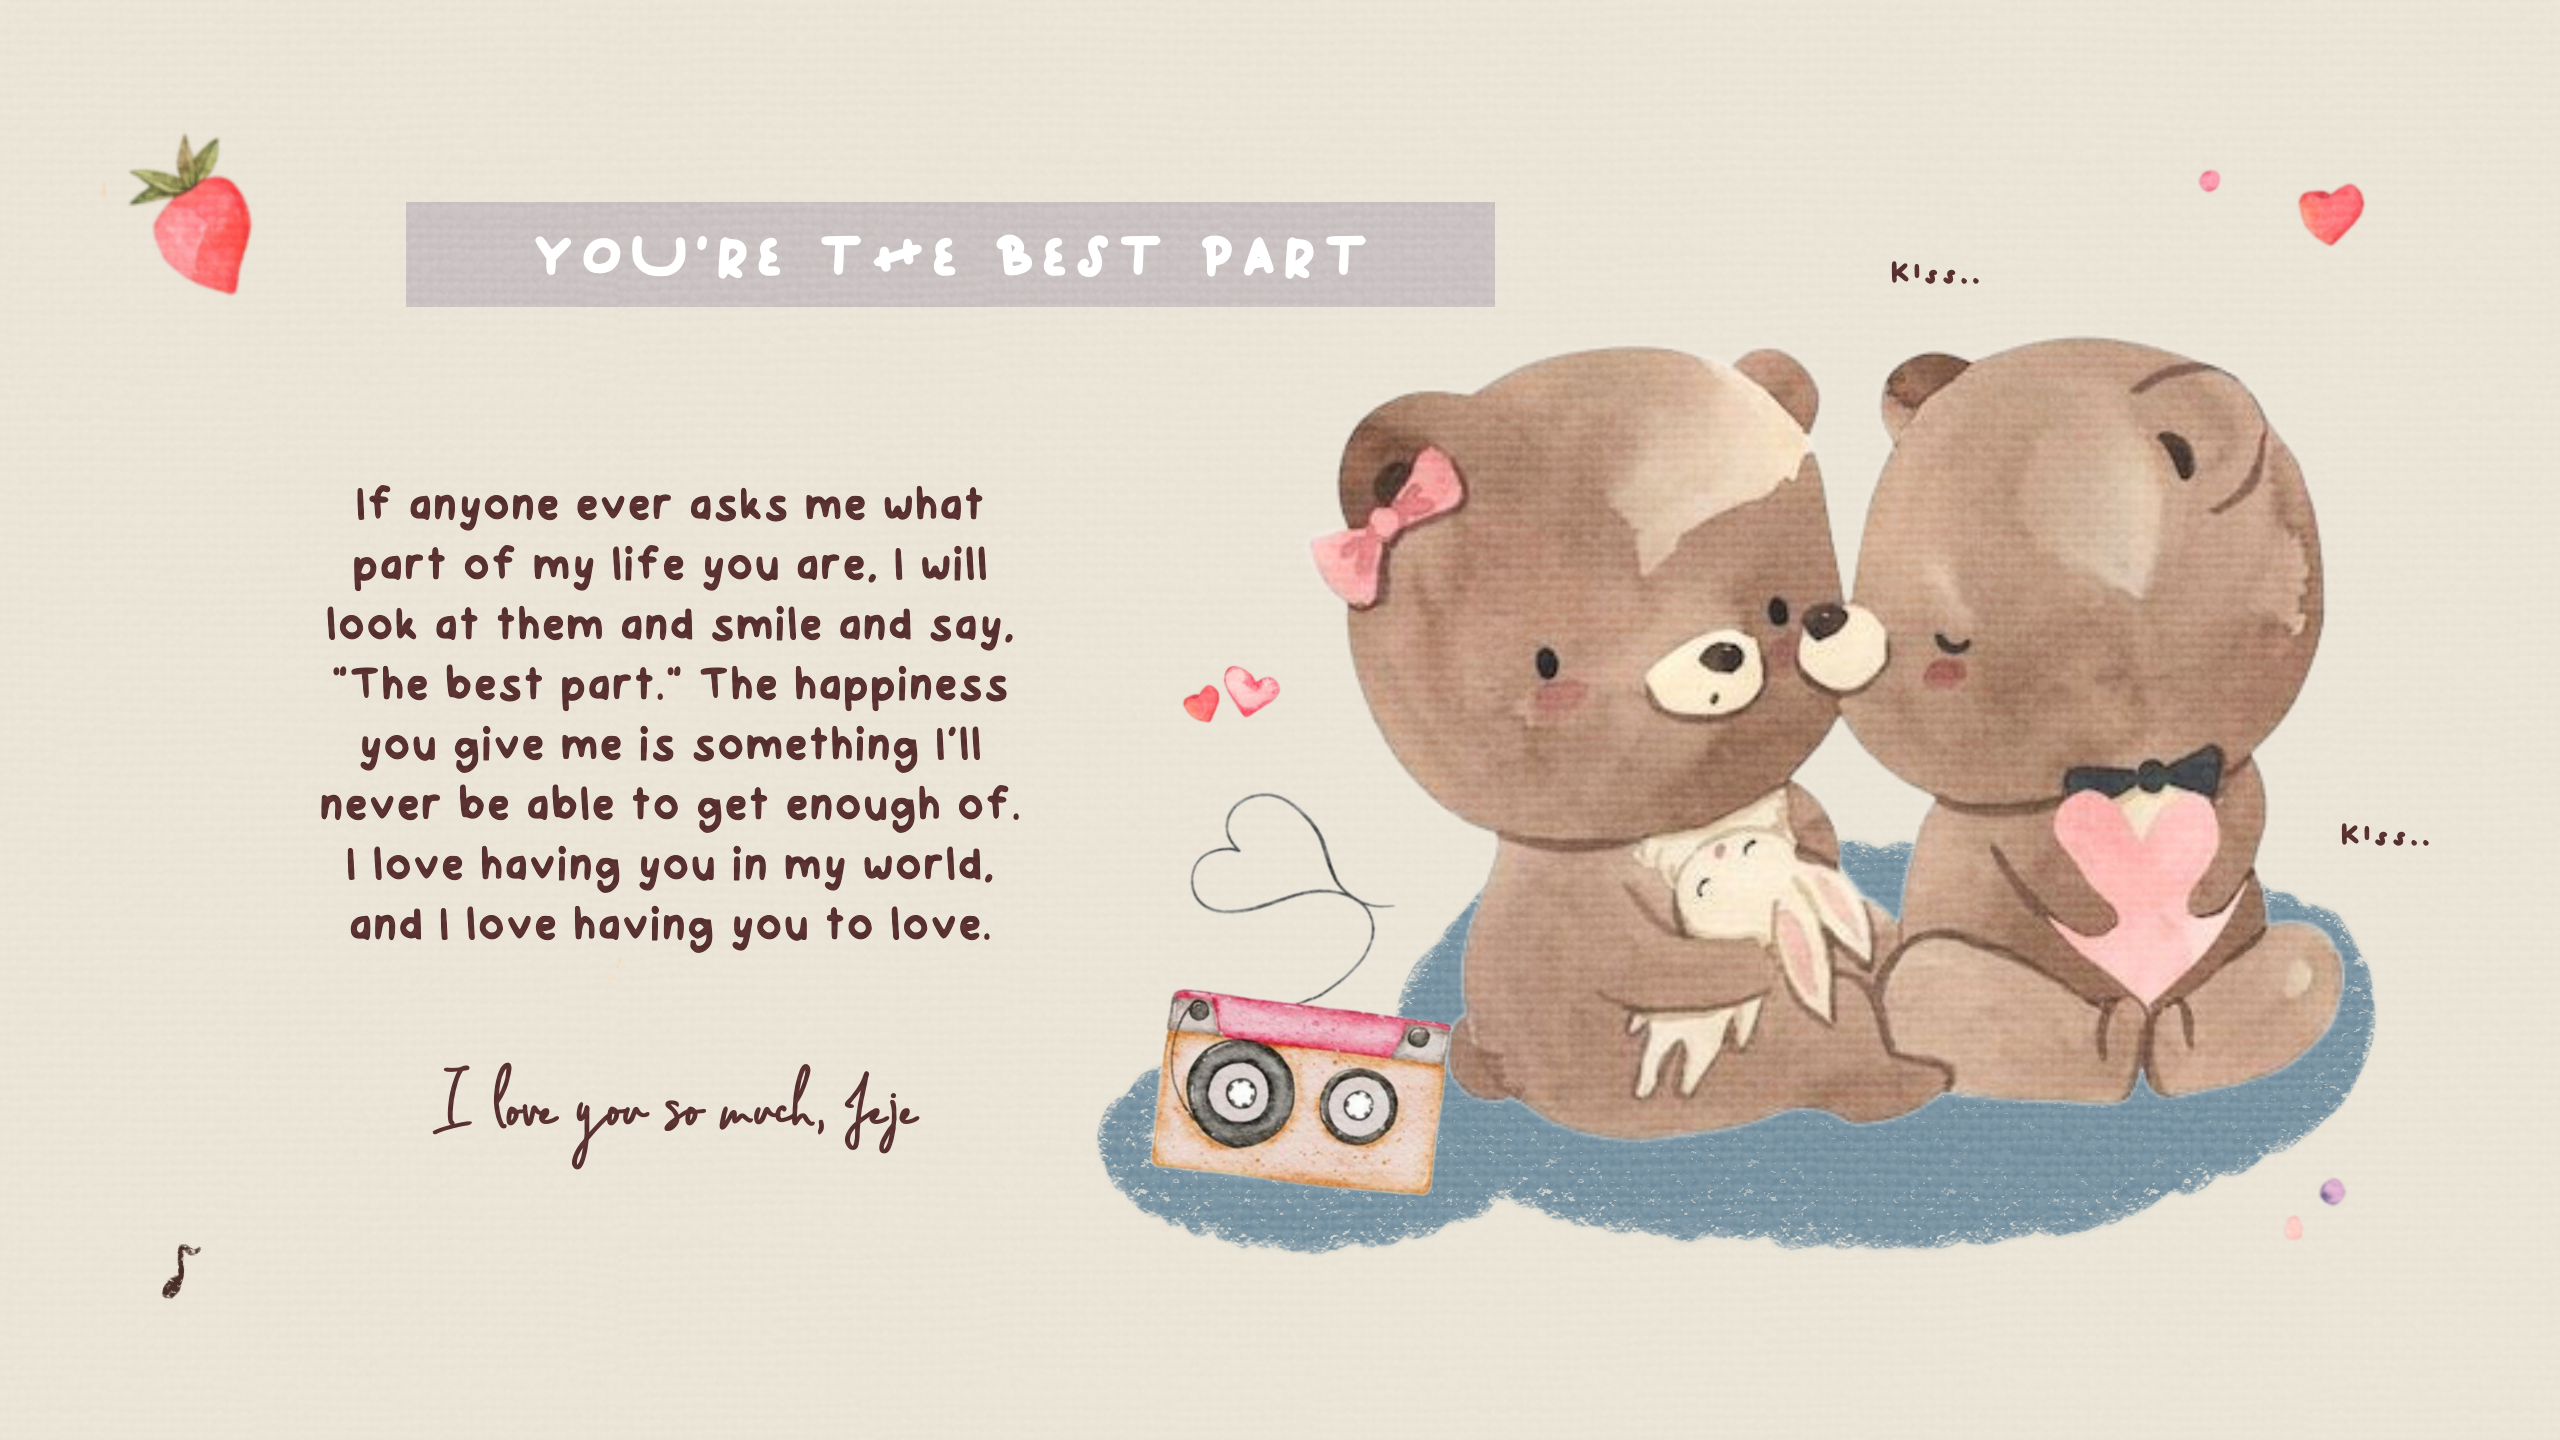 YOU'RE THE BEST PART
Kiss..
If anyone ever asks me what
part of my life you are, I will
look at them and smile and say,
"The best part." The happiness
you give me is something I'll
never be able to get enough of.
I love having you in my world,
and I love having you to love.
Kiss..
I love you so much, Jeje